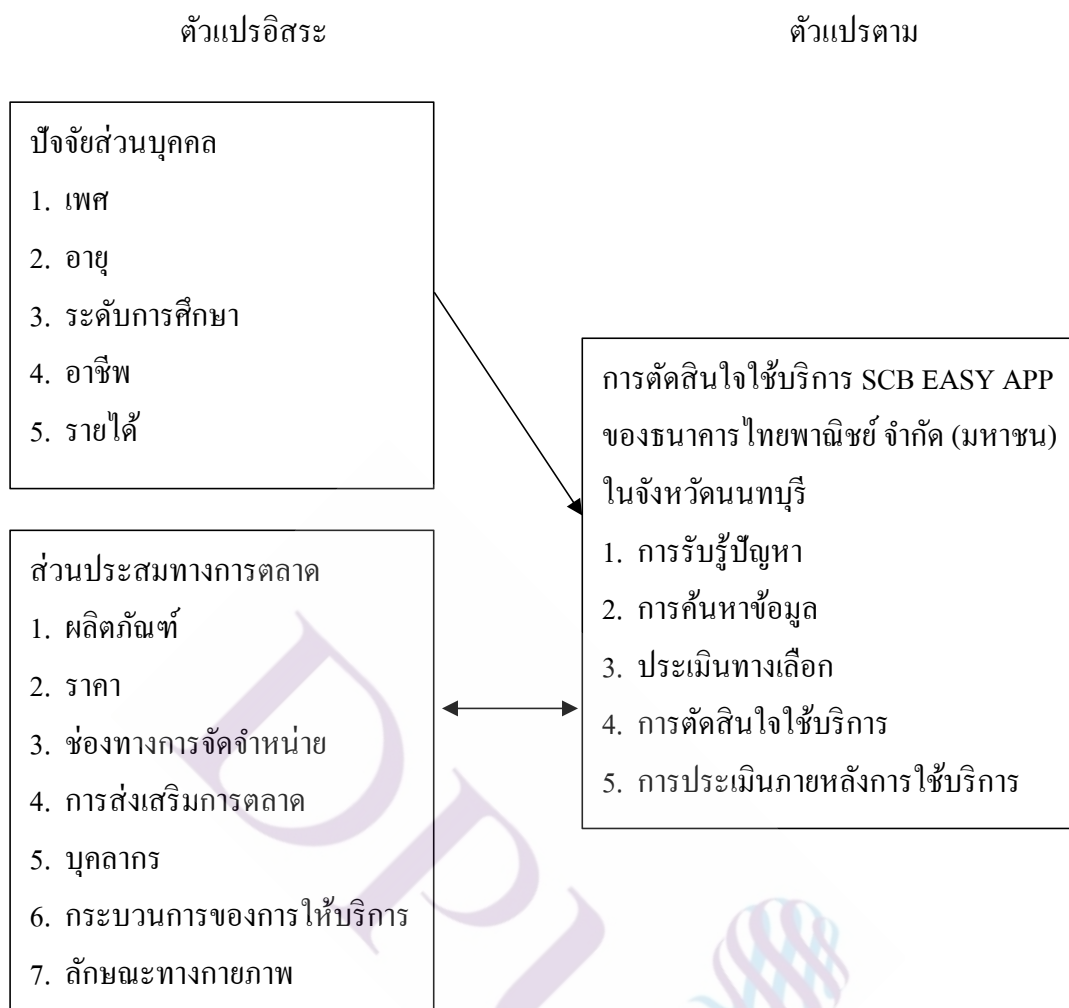 ตัวแปรอิสระ
ตัวแปรตาม
ปัจจัยส่วนบุคคล
1. เพศ
2. อายุ
3. ระดับการศึกษา
4. อาชีพ
5. รายได้
ส่วนประสมทางการตลาด
1. ผลิตภัณฑ์
2. ราคา
3. ช่องทางการจัดจำหน่าย
4. การส่งเสริมการตลาด
5. บุคลากร
6. กระบวนการของการให้บริการ
7. ลักษณะทางกายภาพ
การตัดสินใจใช้บริการ SCB EASY APP
ของธนาคารไทยพาณิชย์ จำกัด (มหาชน)
ในจังหวัดนนทบุรี
1. การรับรู้ปัญหา
2. การค้นหาข้อมูล
3. ประเมินทางเลือก
4. การตัดสินใจใช้บริการ
5. การประเมินภายหลังการใช้บริการ
DPU